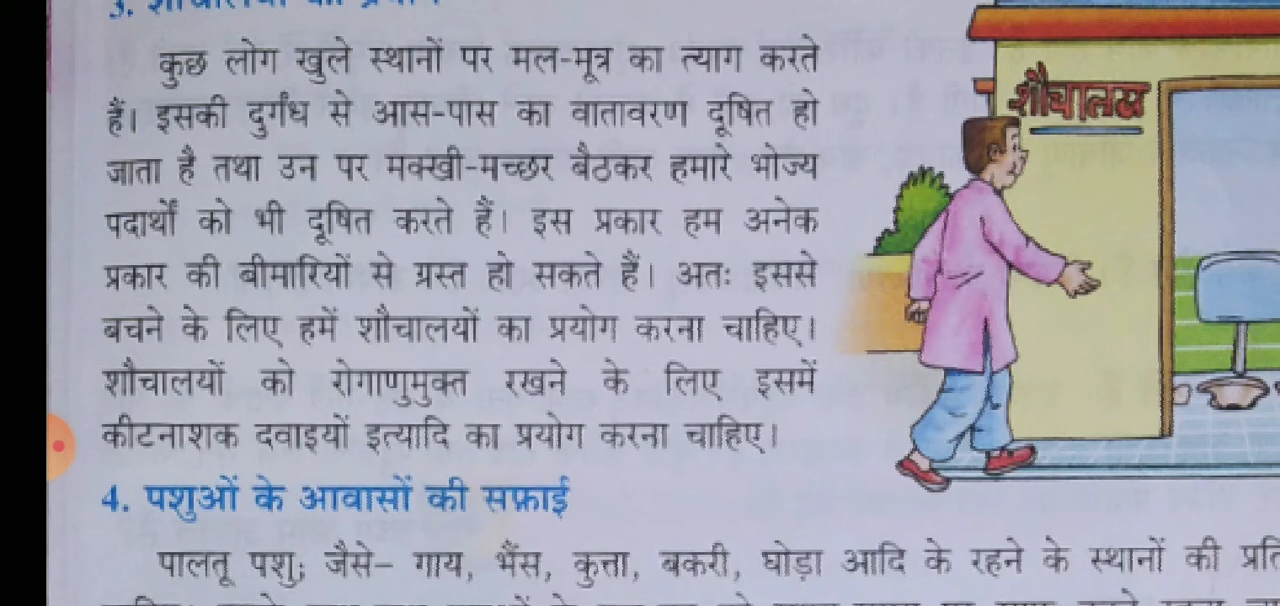 कुछ लोग खुले स्थानों पर मल-मूत्र का त्याग करते
हैं। इसकी दुर्गंध से आस-पास का वातावरण दूषित हो
जाता है तथा उन पर मक्खी-मच्छर बैठकर हमारे भोज्य
पदार्थों को भी दूषित करते हैं। इस प्रकार हम अनेक
प्रकार की बीमारियों से ग्रस्त हो सकते हैं। अतः इससे
बचने के लिए हमें शौचालयों का प्रयोग करना चाहिए।
शौचालयों को रोगाणुमुक्त रखने के लिए इसमें
कीटनाशक दवाइयों इत्यादि का प्रयोग करना चाहिए।
शौचालय
4. पशुओं के आवासों की सफ़ाई
पालतू पशु; जैसे– गाय, भैंस, कुत्ता, बकरी, घोड़ा आदि के रहने के स्थानों की